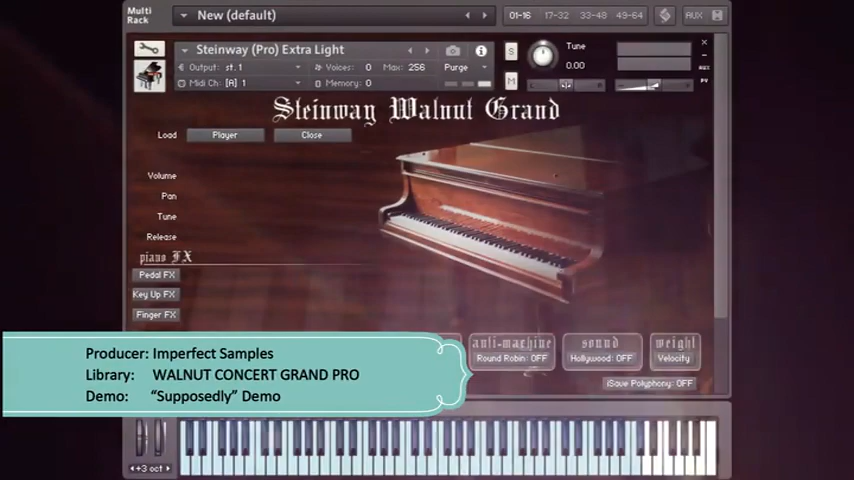 Multi Rack
New (default)
01-16 17-32 33-48 49-64 AUX
Steinway (Pro) Extra Light
Output: st. 1 Voices: 0 Max: 256 Purge
Midi Ch: [A] 1 Memory: 0
S
M
Tune
0.00
AUX
PV
Steinway Walnut Grand
Load Player Close
Volume
Pan
Tune
Release
piano FX
Pedal FX
Key Up FX
Finger FX
anti-machine
Round Robin: OFF
sound
Hollywood: OFF
weight
Velocity
iSave Polyphony: OFF
Producer: Imperfect Samples
Library: WALNUT CONCERT GRAND PRO
Demo: “Supposedly” Demo
+3 oct